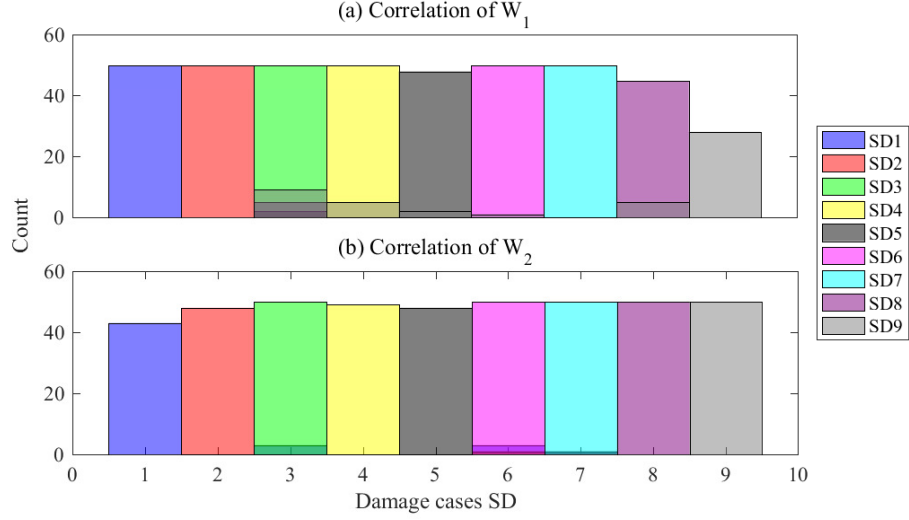 (a) Correlation of W1
60
40
20
0
(b) Correlation of W2
60
40
20
0
0 1 2 3 4 5 6 7 8 9 10
Damage cases SD
Count
SD1
SD2
SD3
SD4
SD5
SD6
SD7
SD8
SD9